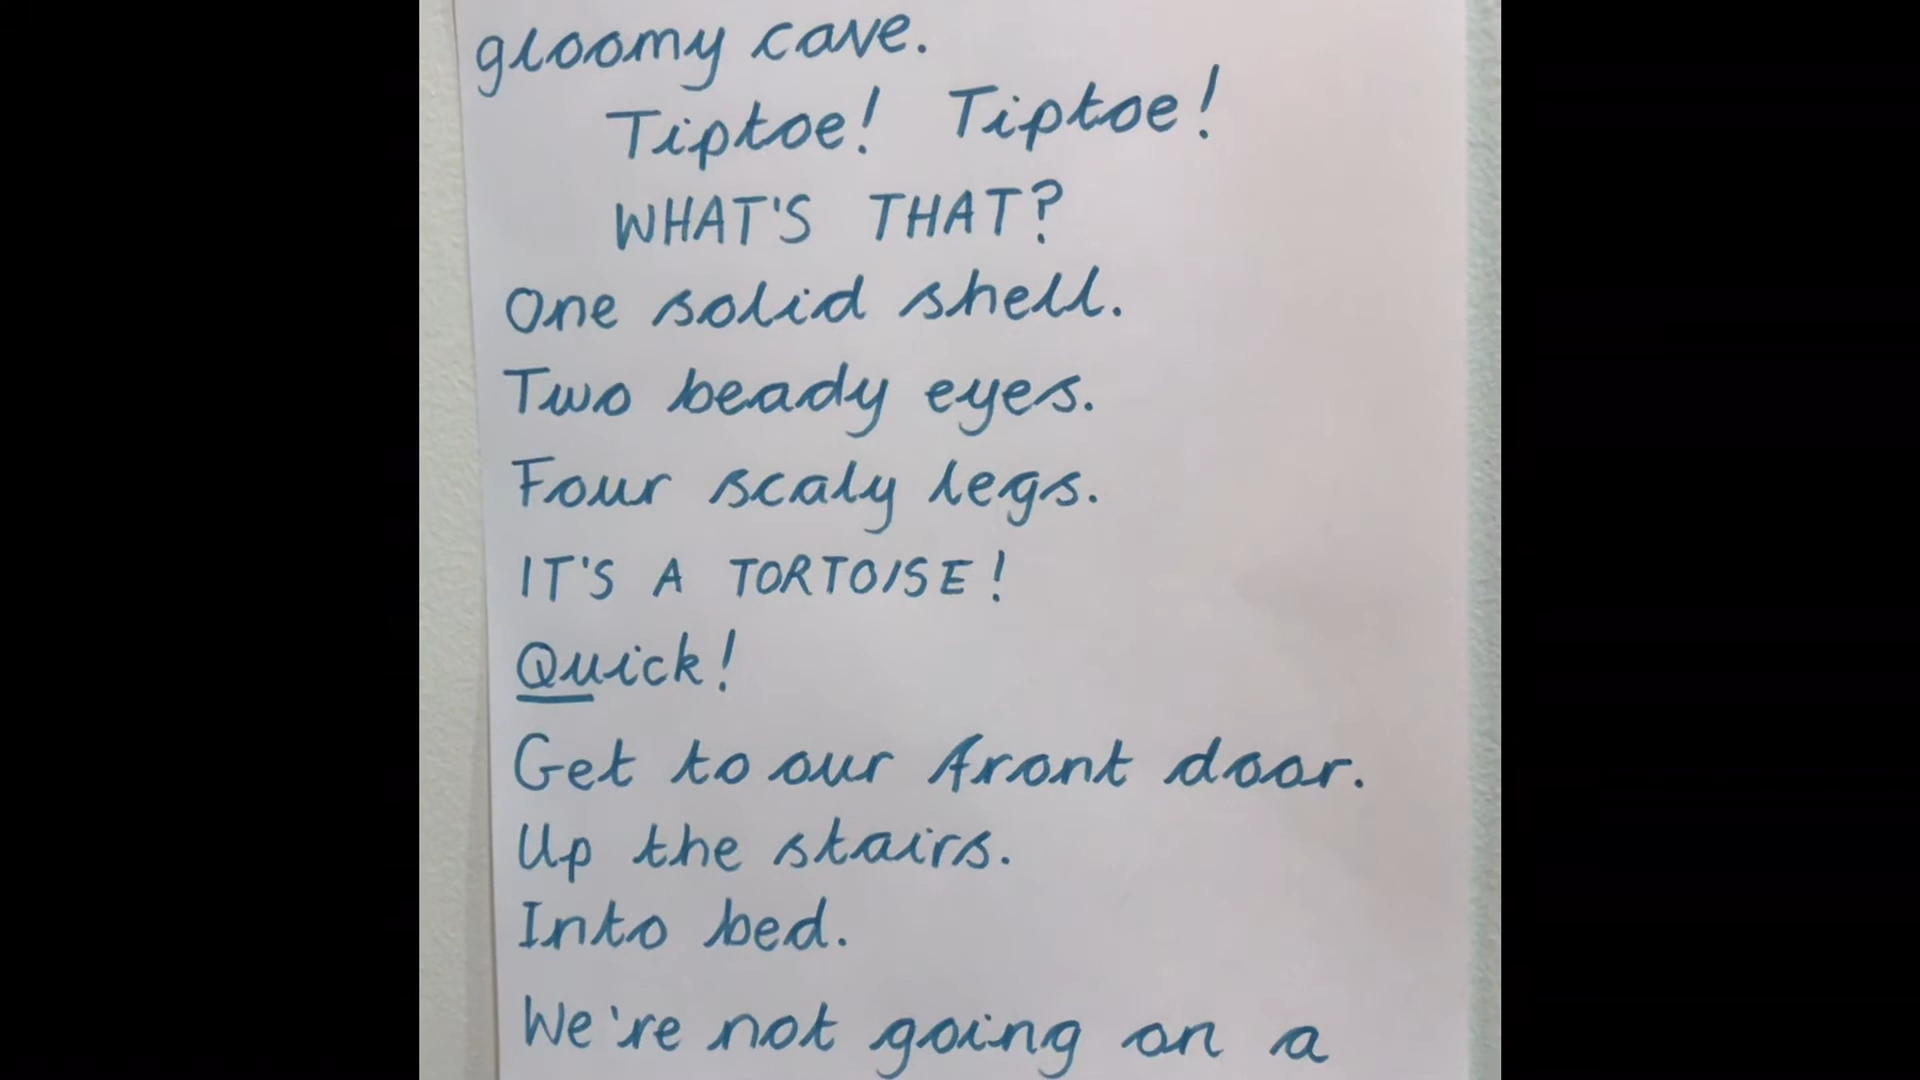 gloomy cave.
Tiptoe! Tiptoe!
WHAT'S THAT?
One solid shell.
Two beady eyes.
Four scaly legs.
IT'S A TORTOISE!
Quick!
Get to our front door.
Up the stairs.
Into bed.
We're not going on a